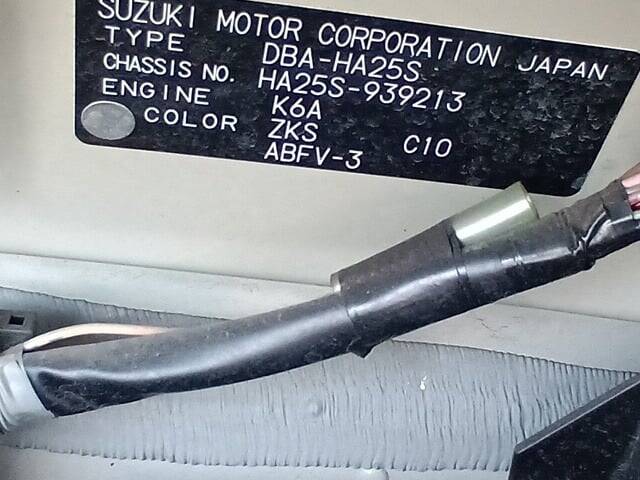 SUZUKI MOTOR CORPORATION JAPAN
TYPE DBA-HA25S
CHASSIS NO. HA25S-939213
ENGINE K6A
COLOR ZKS C10
ABFV-3